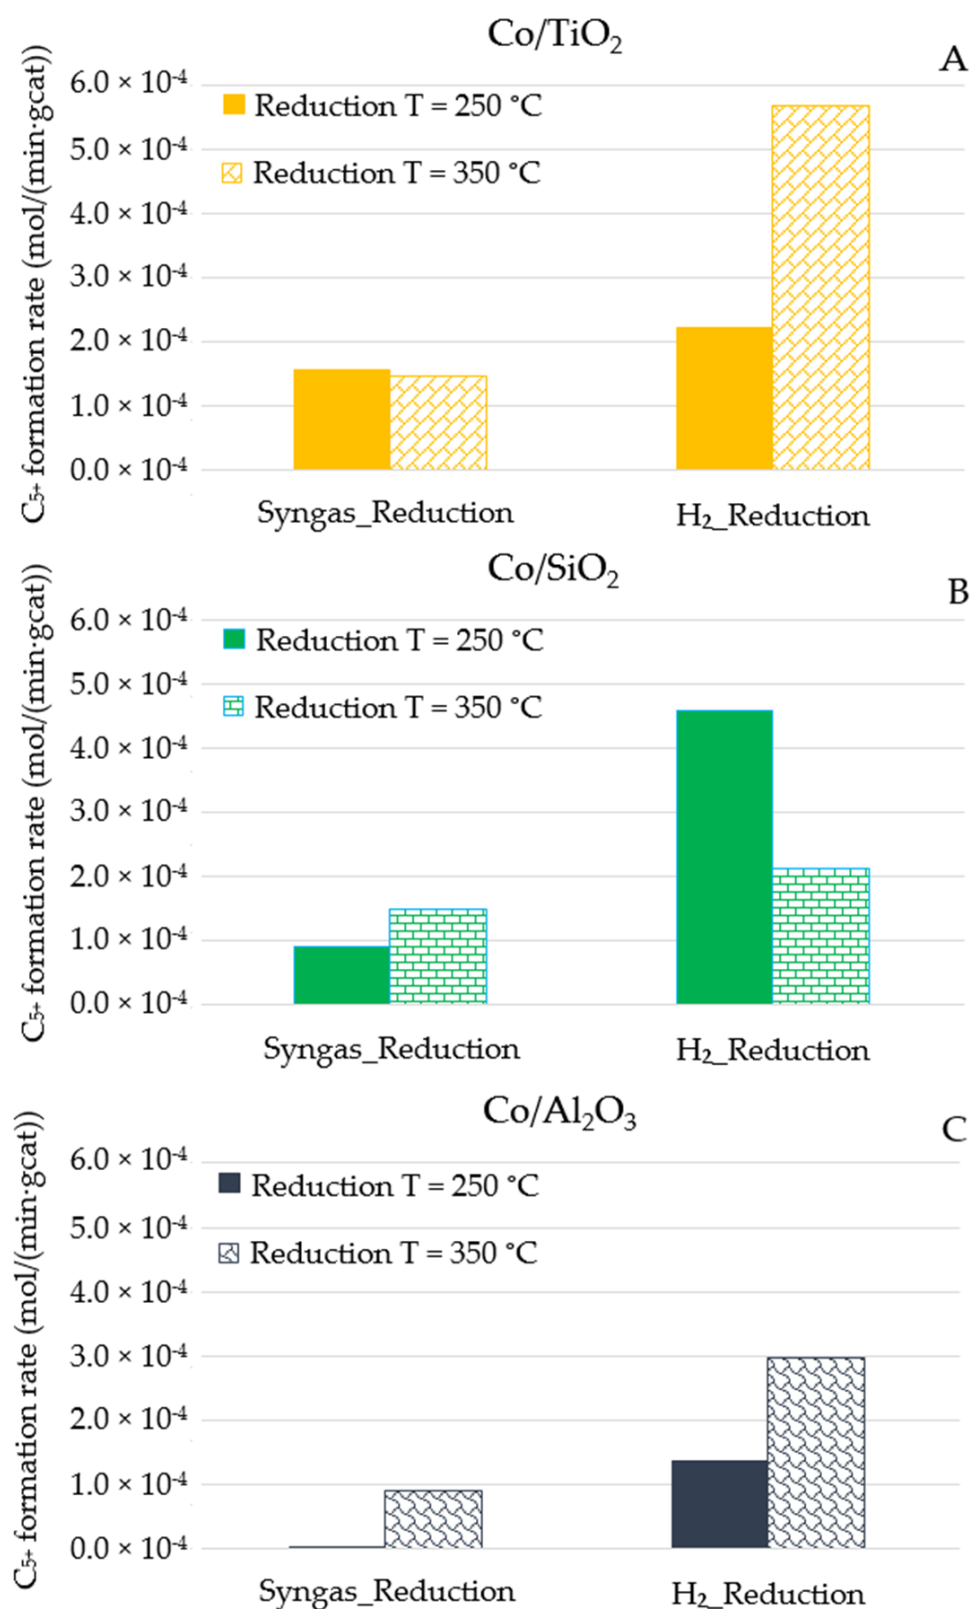 Co/TiO₂
A
C₅₊ formation rate (mol/(min·gcat))
6.0 × 10⁻⁴
5.0 × 10⁻⁴
4.0 × 10⁻⁴
3.0 × 10⁻⁴
2.0 × 10⁻⁴
1.0 × 10⁻⁴
0.0 × 10⁻⁴
Reduction T = 250 °C
Reduction T = 350 °C
Syngas_Reduction
H₂_Reduction
Co/SiO₂
B
C₅₊ formation rate (mol/(min·gcat))
6.0 × 10⁻⁴
5.0 × 10⁻⁴
4.0 × 10⁻⁴
3.0 × 10⁻⁴
2.0 × 10⁻⁴
1.0 × 10⁻⁴
0.0 × 10⁻⁴
Reduction T = 250 °C
Reduction T = 350 °C
Syngas_Reduction
H₂_Reduction
Co/Al₂O₃
C
C₅₊ formation rate (mol/(min·gcat))
6.0 × 10⁻⁴
5.0 × 10⁻⁴
4.0 × 10⁻⁴
3.0 × 10⁻⁴
2.0 × 10⁻⁴
1.0 × 10⁻⁴
0.0 × 10⁻⁴
Reduction T = 250 °C
Reduction T = 350 °C
Syngas_Reduction
H₂_Reduction